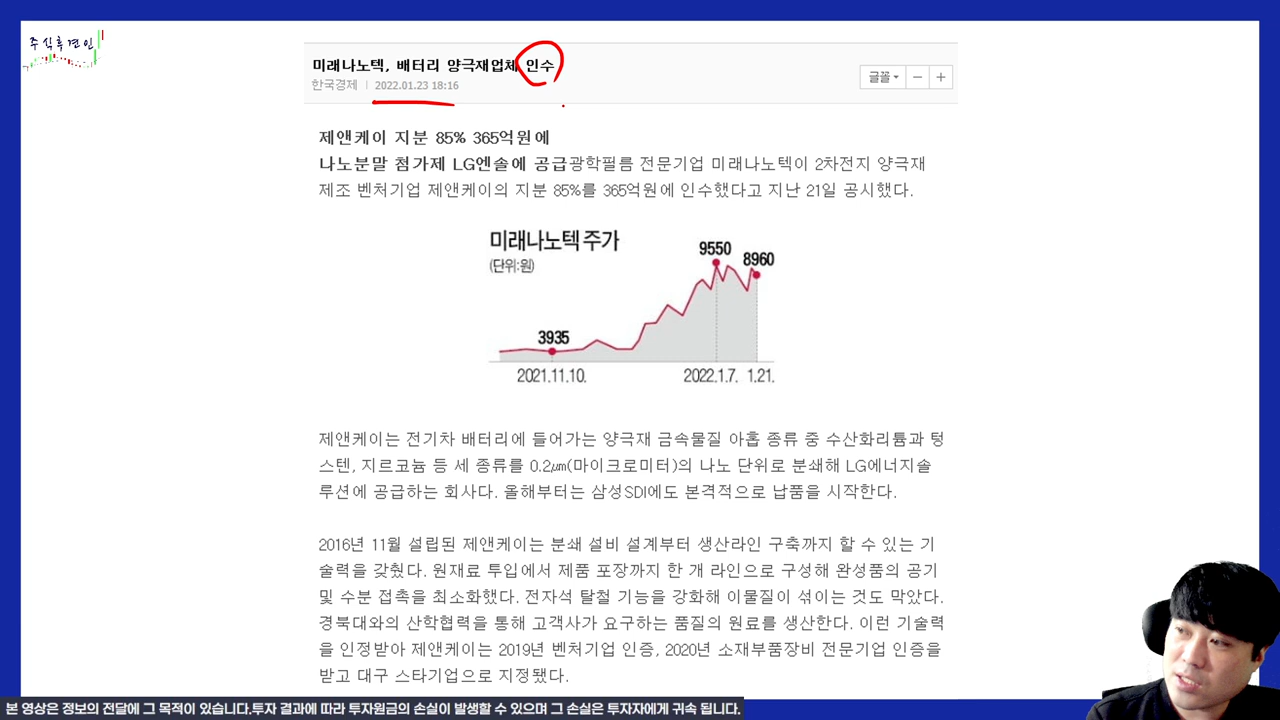 주식후견인
미래나노텍, 배터리 양극재업체 인수
한국경제 | 2022.01.23 18:16
글꼴 - +
제앤케이 지분 85% 365억원에
나노분말 첨가제 LG엔솔에 공급광학필름 전문기업 미래나노텍이 2차전지 양극재
제조 벤처기업 제앤케이의 지분 85%를 365억원에 인수했다고 지난 21일 공시했다.
미래나노텍 주가
(단위:원)
9550
8960
3935
2021.11.10. 2022.1.7. 1.21.
제앤케이는 전기차 배터리에 들어가는 양극재 금속물질 아홉 종류 중 수산화리튬과 텅
스텐, 지르코늄 등 세 종류를 0.2㎛(마이크로미터)의 나노 단위로 분쇄해 LG에너지솔
루션에 공급하는 회사다. 올해부터는 삼성SDI에도 본격적으로 납품을 시작한다.
2016년 11월 설립된 제앤케이는 분쇄 설비 설계부터 생산라인 구축까지 할 수 있는 기
술력을 갖췄다. 원재료 투입에서 제품 포장까지 한 개 라인으로 구성해 완성품의 공기
및 수분 접촉을 최소화했다. 전자석 탈철 기능을 강화해 이물질이 섞이는 것도 막았다.
경북대와의 산학협력을 통해 고객사가 요구하는 품질의 원료를 생산한다. 이런 기술력
을 인정받아 제앤케이는 2019년 벤처기업 인증, 2020년 소재부품장비 전문기업 인증을
받고 대구 스타기업으로 지정됐다.
본 영상은 정보의 전달에 그 목적이 있습니다.투자 결과에 따라 투자원금의 손실이 발생할 수 있으며 그 손실은 투자자에게 귀속 됩니다.